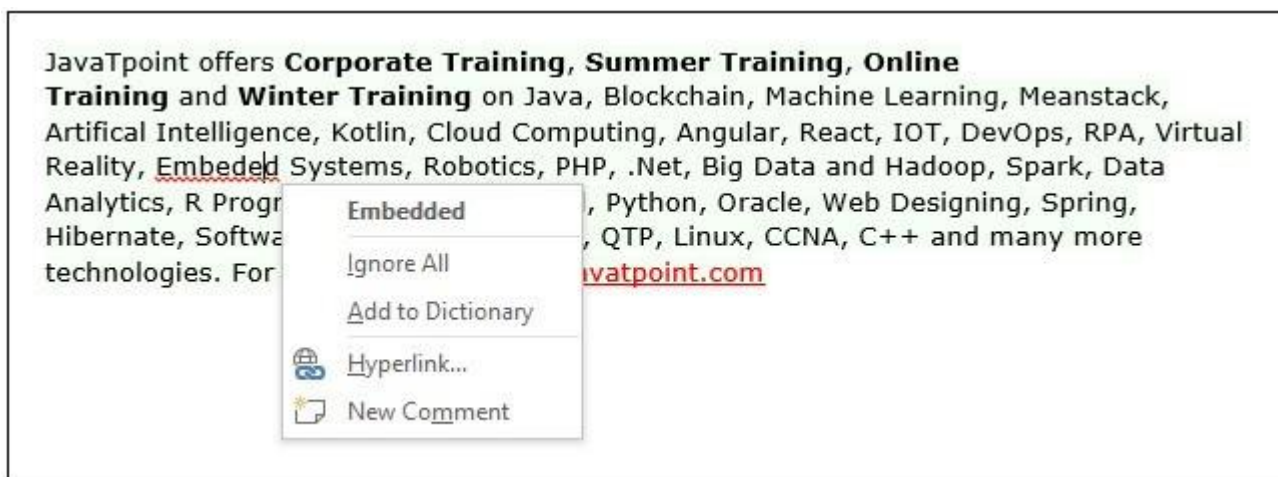 JavaTpoint offers Corporate Training, Summer Training, Online
Training and Winter Training on Java, Blockchain, Machine Learning, Meanstack,
Artifical Intelligence, Kotlin, Cloud Computing, Angular, React, IOT, DevOps, RPA, Virtual
Reality, Embeded Systems, Robotics, PHP, .Net, Big Data and Hadoop, Spark, Data
Analytics, R Progr , Python, Oracle, Web Designing, Spring,
Hibernate, Softwa , QTP, Linux, CCNA, C++ and many more
technologies. For vatpoint.com
Embedded
Ignore All
Add to Dictionary
Hyperlink...
New Comment